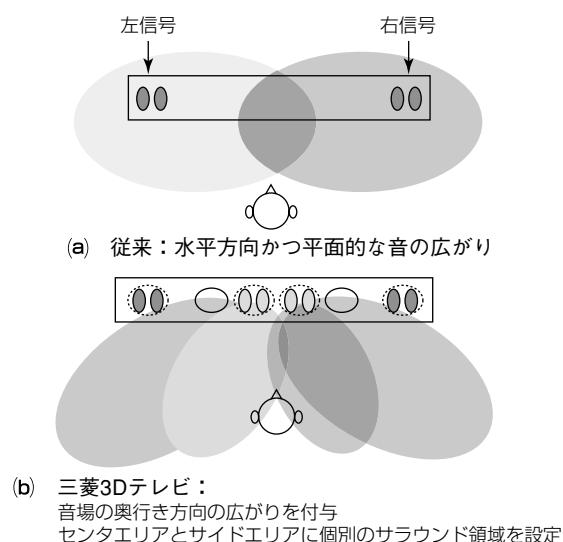 左信号
右信号
(a) 従来：水平方向かつ平面的な音の広がり
(b) 三菱3Dテレビ：
音場の奥行き方向の広がりを付与
センタエリアとサイドエリアに個別のサラウンド領域を設定